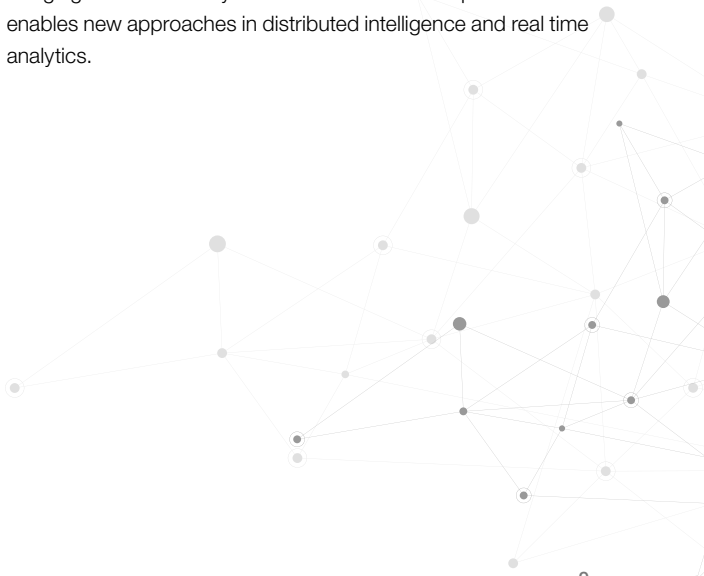 enables new approaches in distributed intelligence and real time
analytics.